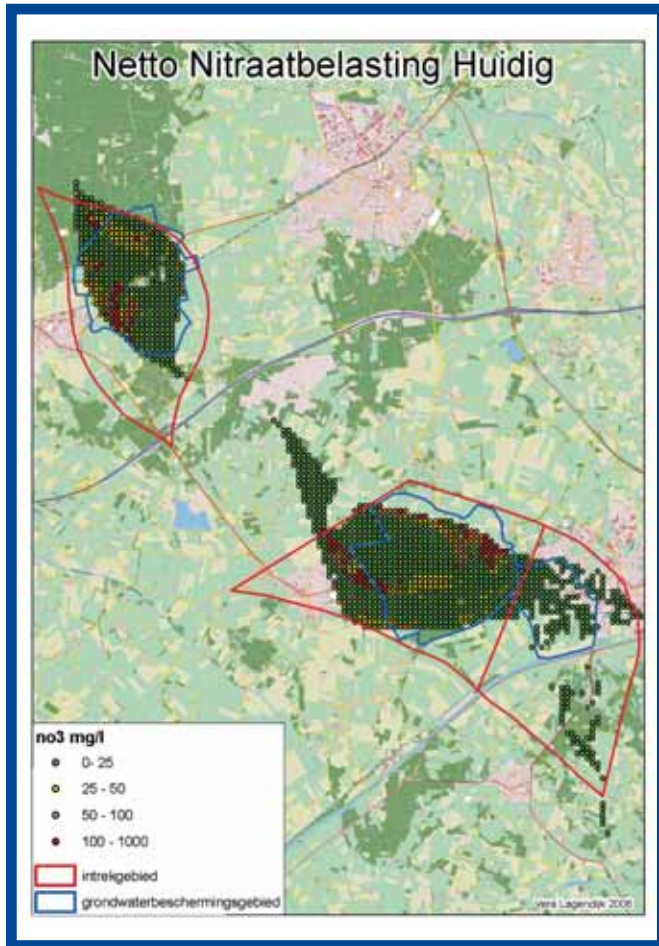 Netto Nitraatbelasting Huidig
no3 mg/l
0- 25
25 - 50
50 - 100
100 - 1000
intrekgebied
grondwaterbeschermingsgebied
Vera Lagendijk 2006